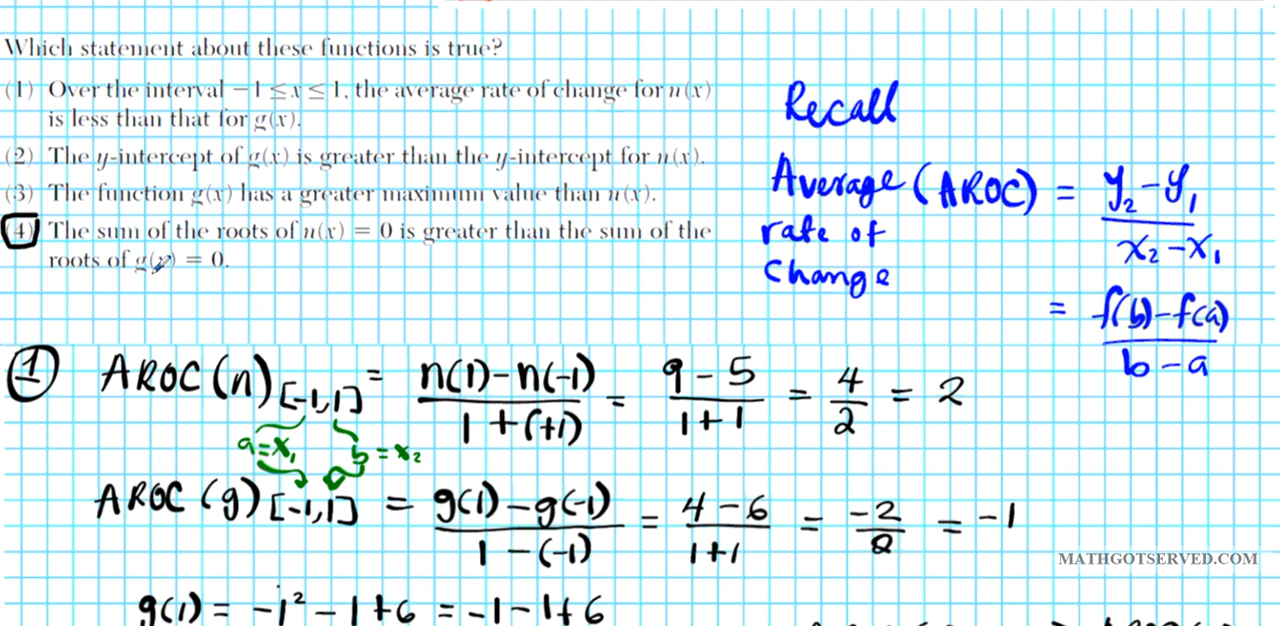 Which statement about these functions is true?
(1) Over the interval −1 ≤ x ≤ 1, the average rate of change for n(x)
is less than that for g(x).
(2) The y-intercept of g(x) is greater than the y-intercept for n(x).
(3) The function g(x) has a greater maximum value than n(x).
(4) The sum of the roots of n(x) = 0 is greater than the sum of the
roots of g(x) = 0.
Recall
Average (AROC) = y₂ − y₁ / x₂ − x₁
rate of
change
= f(b) − f(a) / b − a
① AROC (n) [-1,1] = n(1) − n(-1) / 1 + (+1) = 9 − 5 / 1 + 1 = 4 / 2 = 2
a = x₁ b = x₂
AROC (g) [-1,1] = g(1) − g(-1) / 1 − (-1) = 4 − 6 / 1 + 1 = −2 / 2 = −1
MATHGOTSERVED.COM
g(1) = −1² − 1 + 6 = −1 − 1 + 6